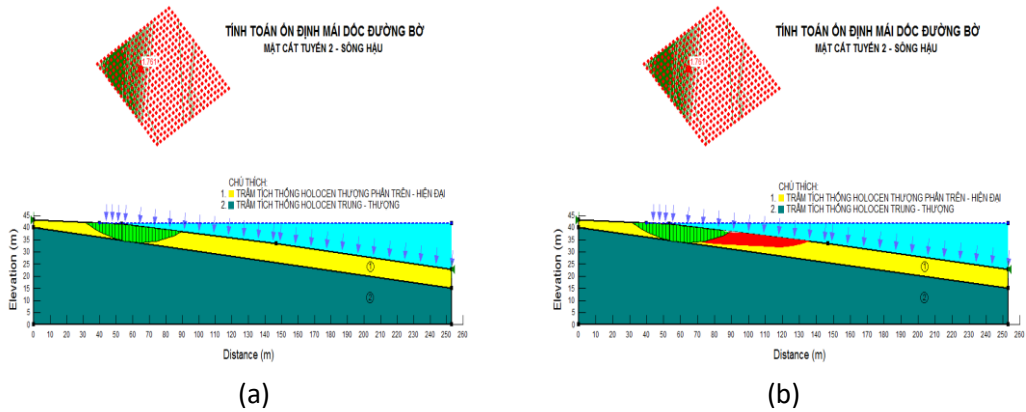 TÍNH TOÁN ỔN ĐỊNH MÁI DỐC ĐƯỜNG BỜ
MẶT CẮT TUYẾN 2 - SÔNG HẬU
1.761
CHÚ THÍCH:
1. TRẦM TÍCH THỐNG HOLOCEN THƯỢNG PHẦN TRÊN - HIỆN ĐẠI
2. TRẦM TÍCH THỐNG HOLOCEN TRUNG - THƯỢNG
Elevation (m)
45
40
35
30
25
20
15
10
5
0
1
2
0 10 20 30 40 50 60 70 80 90 100 110 120 130 140 150 160 170 180 190 200 210 220 230 240 250 260
Distance (m)
(a)
TÍNH TOÁN ỔN ĐỊNH MÁI DỐC ĐƯỜNG BỜ
MẶT CẮT TUYẾN 2 - SÔNG HẬU
1.761
CHÚ THÍCH:
1. TRẦM TÍCH THỐNG HOLOCEN THƯỢNG PHẦN TRÊN - HIỆN ĐẠI
2. TRẦM TÍCH THỐNG HOLOCEN TRUNG - THƯỢNG
Elevation (m)
45
40
35
30
25
20
15
10
5
0
1
2
0 10 20 30 40 50 60 70 80 90 100 110 120 130 140 150 160 170 180 190 200 210 220 230 240 250 260
Distance (m)
(b)